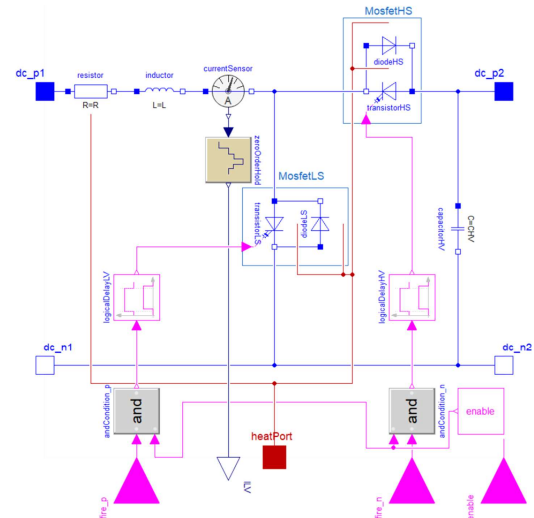 MosfetHS
diodeHS
transistorHS
dc_p1
resistor
R=R
inductor
L=L
currentSensor
A
dc_p2
zeroOrderHold
MosfetLS
transistorLS
diodeLS
capacitorHV
C=CHV
logicalDelayLV
logicalDelayHV
dc_n1
dc_n2
andCondition_p
and
andCondition_n
and
enable
heatPort
fire_p
iLV
fire_n
enable